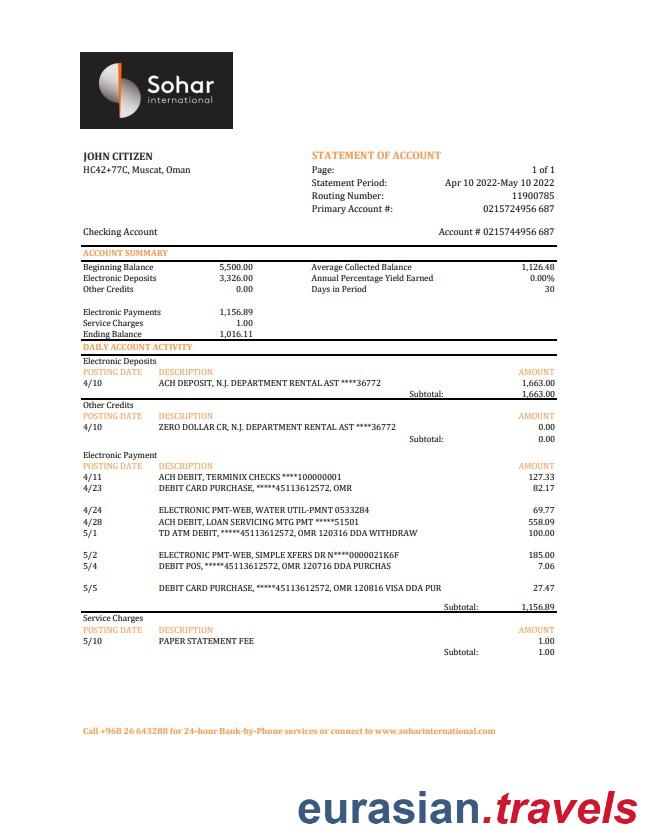 Sohar
international
JOHN CITIZEN
HC42+77C, Muscat, Oman
STATEMENT OF ACCOUNT
Page: 1 of 1
Statement Period: Apr 10 2022-May 10 2022
Routing Number: 11900785
Primary Account #: 0215724956 687
Checking Account Account # 0215744956 687
ACCOUNT SUMMARY
Beginning Balance 5,500.00 Average Collected Balance 1,126.48
Electronic Deposits 3,326.00 Annual Percentage Yield Earned 0.00%
Other Credits 0.00 Days in Period 30
Electronic Payments 1,156.89
Service Charges 1.00
Ending Balance 1,016.11
DAILY ACCOUNT ACTIVITY
Electronic Deposits
POSTING DATE DESCRIPTION AMOUNT
4/10 ACH DEPOSIT, N.J. DEPARTMENT RENTAL AST ****36772 1,663.00
Subtotal: 1,663.00
Other Credits
POSTING DATE DESCRIPTION AMOUNT
4/10 ZERO DOLLAR CR, N.J. DEPARTMENT RENTAL AST ****36772 0.00
Subtotal: 0.00
Electronic Payment
POSTING DATE DESCRIPTION AMOUNT
4/11 ACH DEBIT, TERMINIX CHECKS ****100000001 127.33
4/23 DEBIT CARD PURCHASE, *****45113612572, OMR 82.17
4/24 ELECTRONIC PMT-WEB, WATER UTIL-PMNT 0533284 69.77
4/28 ACH DEBIT, LOAN SERVICING MTG PMT *****51501 558.09
5/1 TD ATM DEBIT, *****45113612572, OMR 120316 DDA WITHDRAW 100.00
5/2 ELECTRONIC PMT-WEB, SIMPLE XFERS DR N****0000021K6F 185.00
5/4 DEBIT POS, *****45113612572, OMR 120716 DDA PURCHAS 7.06
5/5 DEBIT CARD PURCHASE, *****45113612572, OMR 120816 VISA DDA PUR 27.47
Subtotal: 1,156.89
Service Charges
POSTING DATE DESCRIPTION AMOUNT
5/10 PAPER STATEMENT FEE 1.00
Subtotal: 1.00
Call +968 26 643288 for 24-hour Bank-by-Phone services or connect to www.soharinternational.com
eurasian.travels